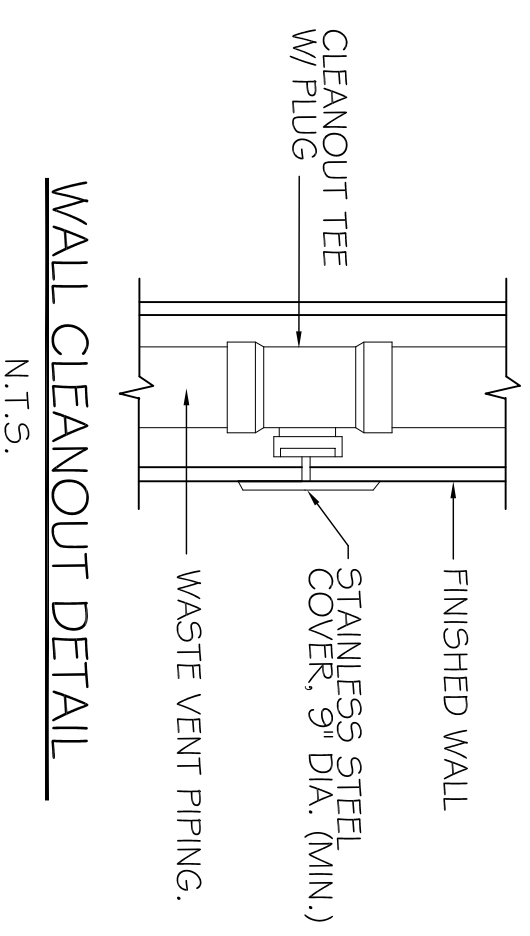 CLEANOUT TEE
W/ PLUG
FINISHED WALL
STAINLESS STEEL
COVER, 9" DIA. (MIN.)
WASTE VENT PIPING.
WALL CLEANOUT DETAIL
N.T.S.